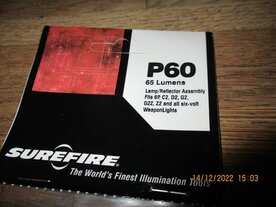 P60
65 Lumens
Lamp/Reflector Assembly
Fits 6P, C2, D2, G2,
G2Z, Z2 and all six-volt
WeaponLights
SUREFIRE
The World's Finest Illumination Tools
14/12/2022 15:03